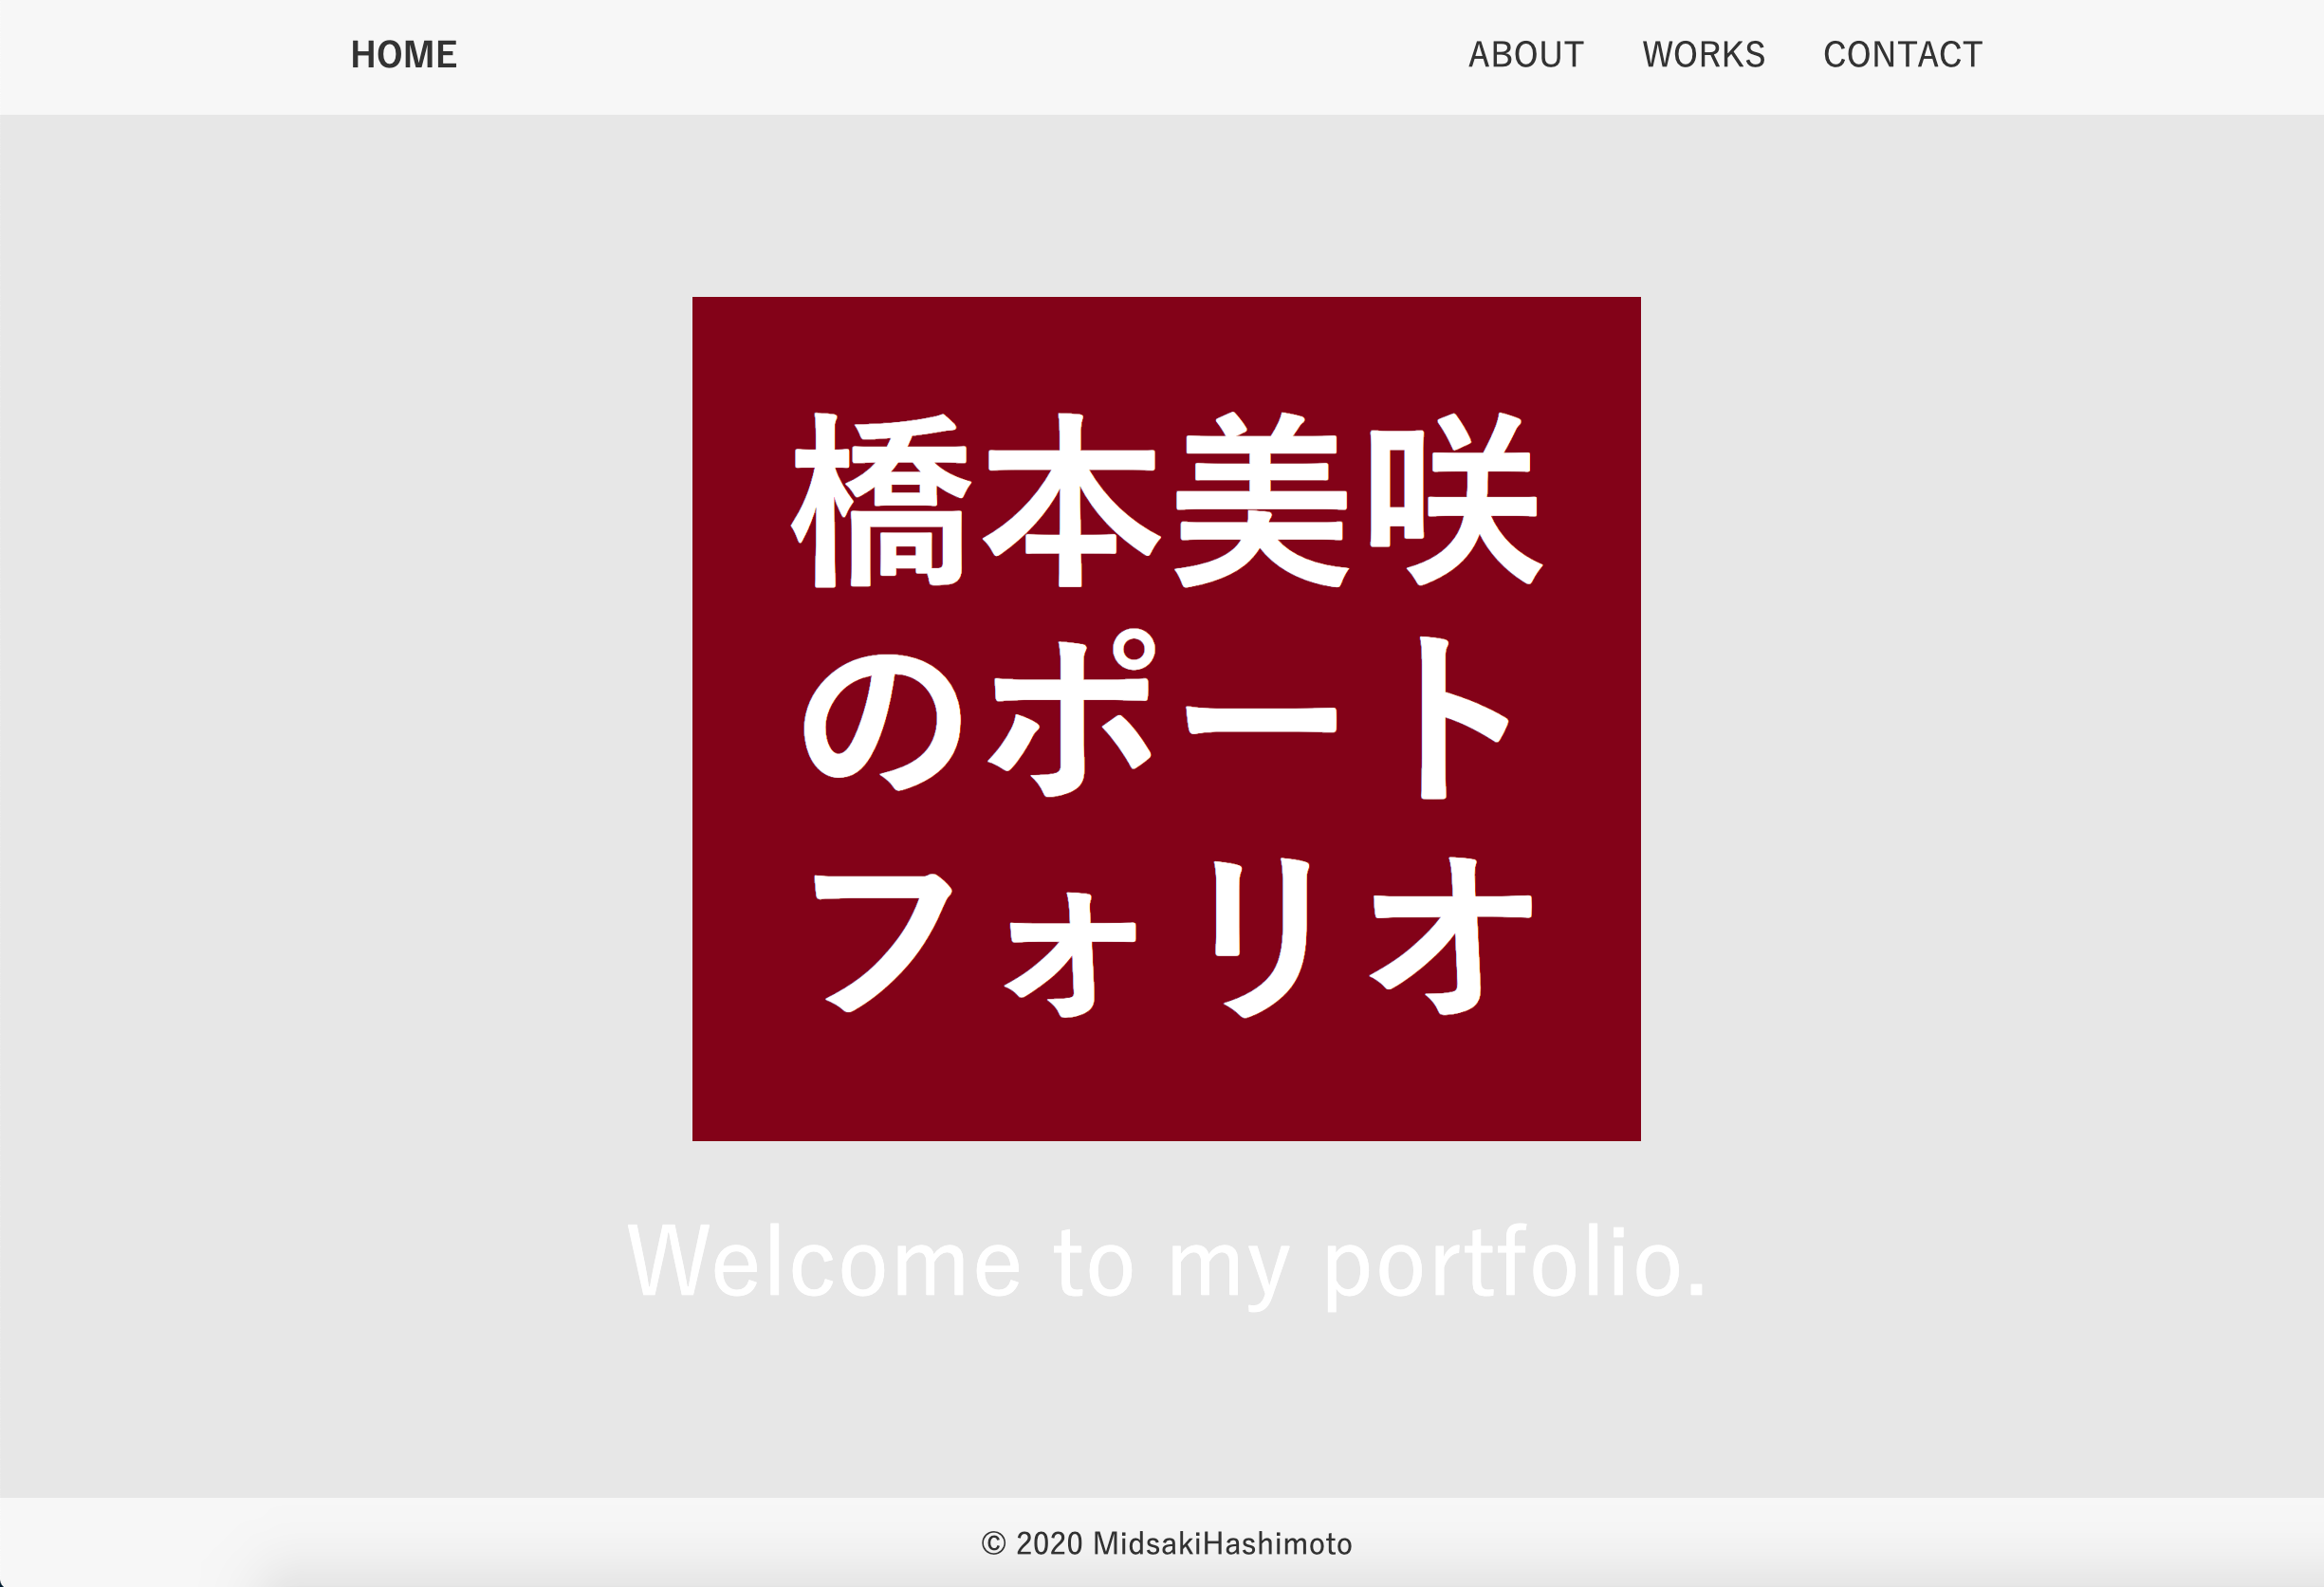 HOME ABOUT WORKS CONTACT
橋本美咲
のポート
フォリオ
Welcome to my portfolio.
© 2020 MidsakiHashimoto